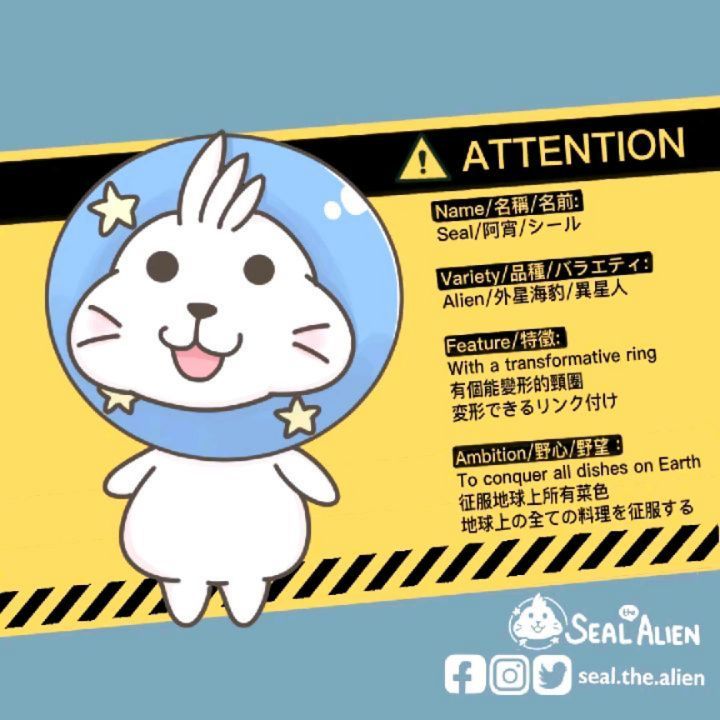 ATTENTION
Name/名稱/名前:
Seal/阿宵/シール
Variety/品種/バラエティ:
Alien/外星海豹/異星人
Feature/特徵:
With a transformative ring
有個能變形的頸圈
変形できるリンク付け
Ambition/野心/野望:
To conquer all dishes on Earth
征服地球上所有菜色
地球上の全ての料理を征服する
SEAL the ALIEN
seal.the.alien